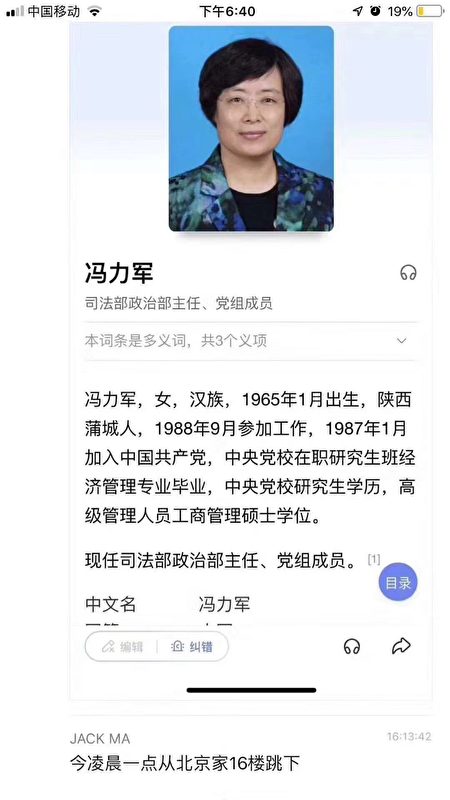 中国移动 下午6:40 19%
冯力军
司法部政治部主任、党组成员
本词条是多义词，共3个义项
冯力军，女，汉族，1965年1月出生，陕西
蒲城人，1988年9月参加工作，1987年1月
加入中国共产党，中央党校在职研究生班经
济管理专业毕业，中央党校研究生学历，高
级管理人员工商管理硕士学位。
现任司法部政治部主任、党组成员。[1]
目录
中文名 冯力军
编辑 纠错
JACK MA 16:13:42
今凌晨一点从北京家16楼跳下